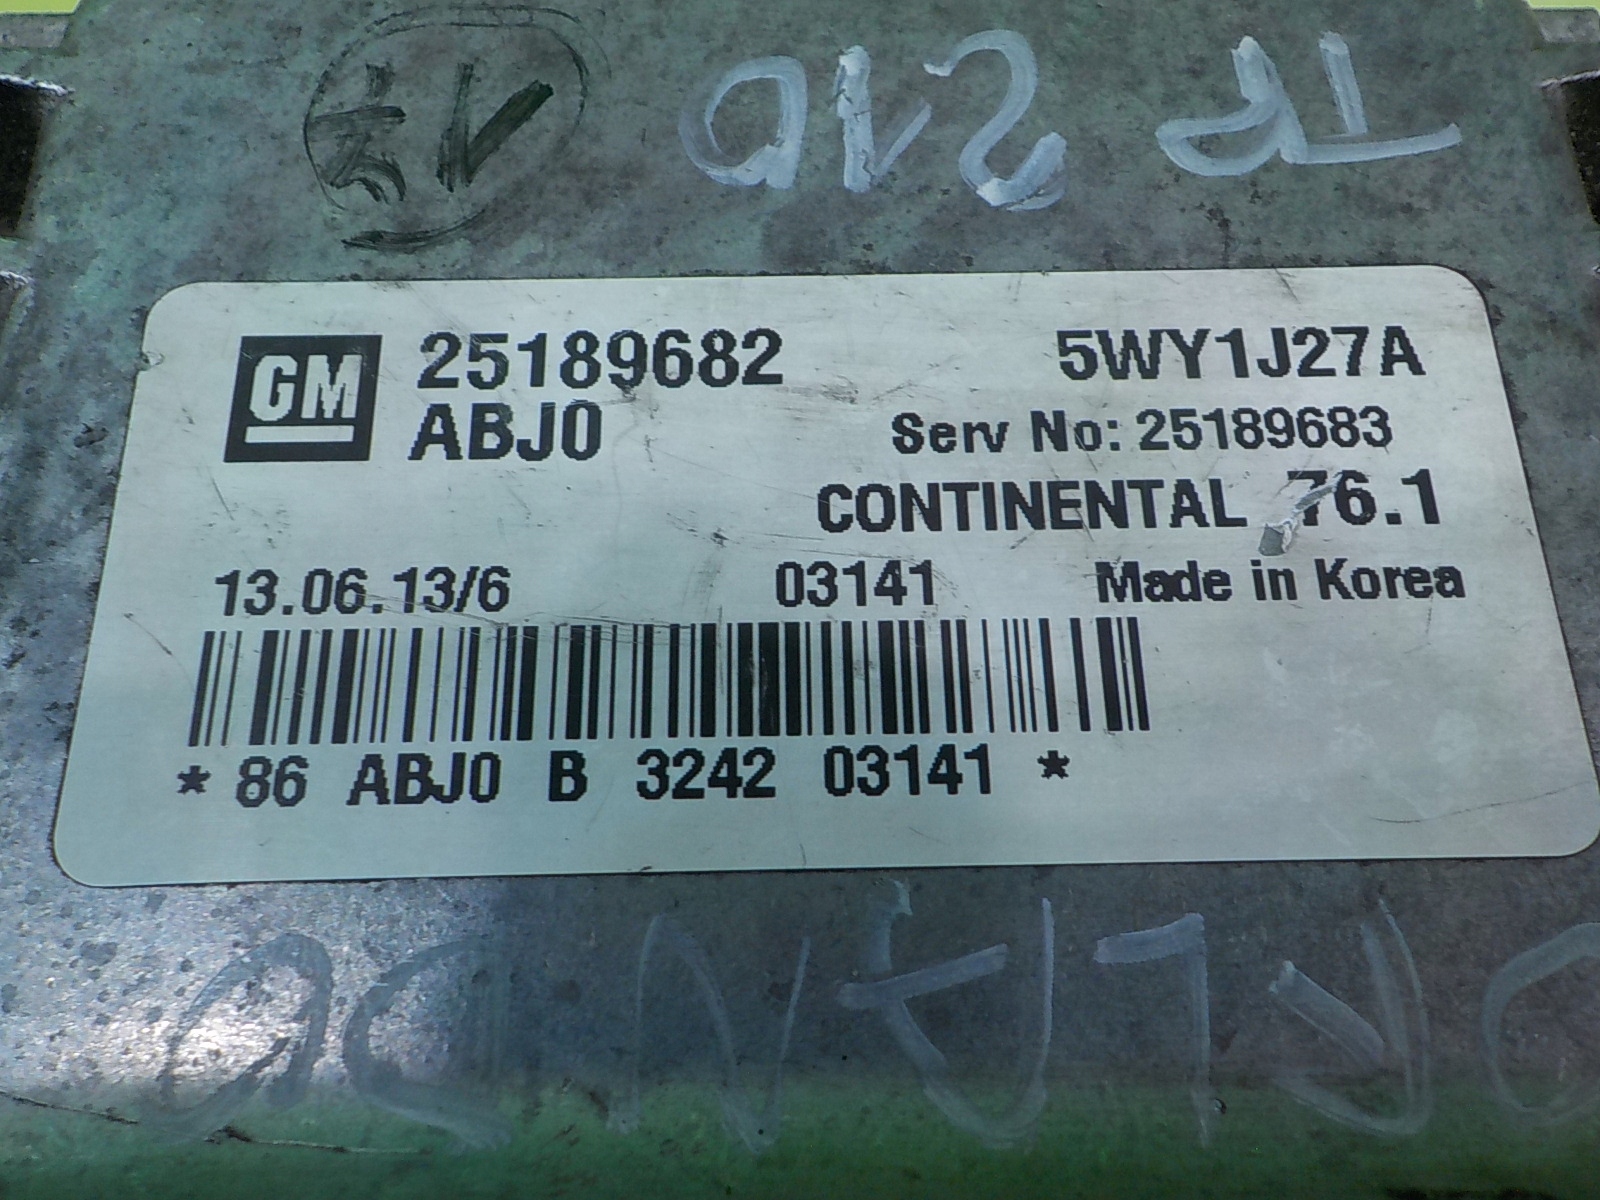 GM 25189682 5WY1J27A
ABJ0 Serv No: 25189683
CONTINENTAL 76.1
13.06.13/6 03141 Made in Korea
* 86 ABJ0 B 3242 03141 *
ORLANDO